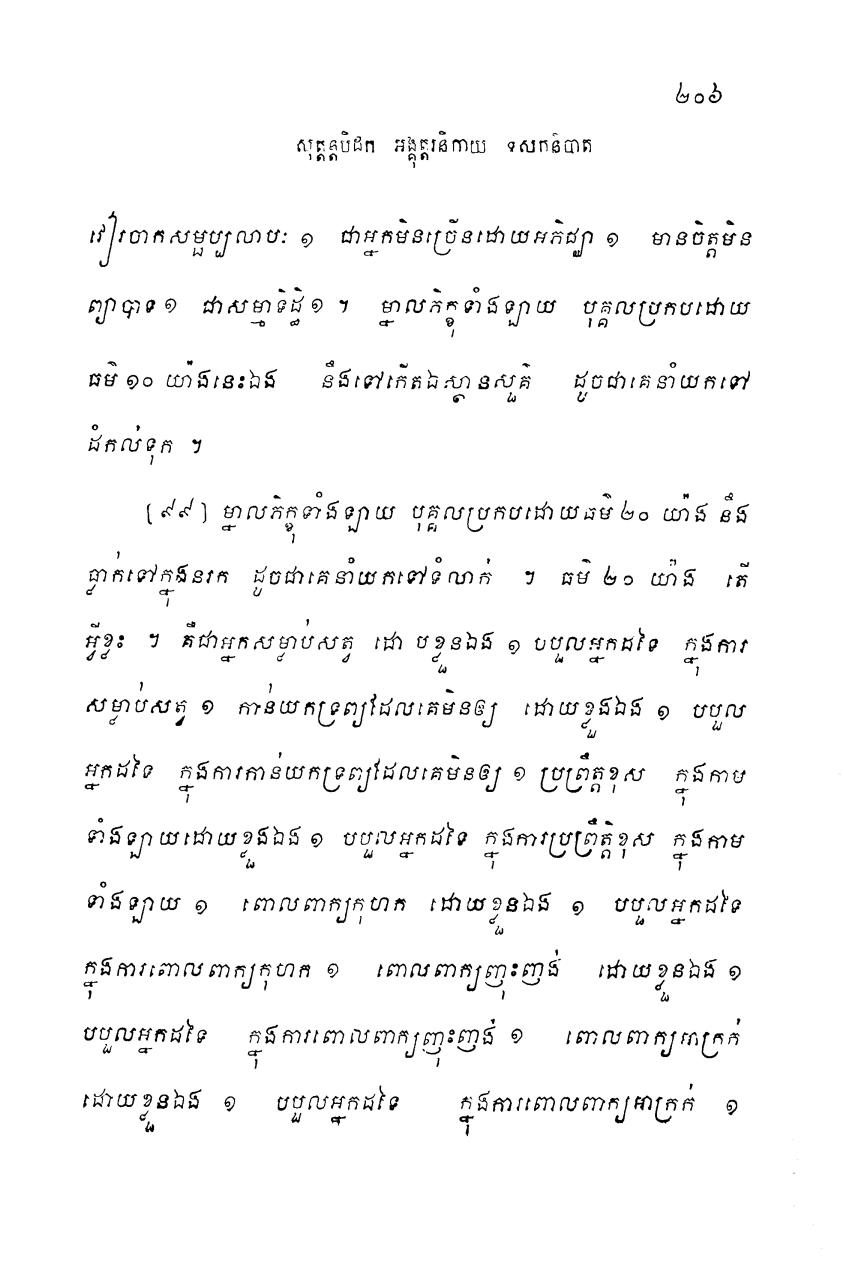 ២០៦
សុត្តន្តបិដក អង្គុត្តរនិកាយ ទសកនិបាត
វៀរចាកសម្ផប្បលាបៈ ១ ជាអ្នកមិនច្រើនដោយអភិជ្ឈា ១ មានចិត្តមិន
ព្យាបាទ ១ ជាសម្មាទិដ្ឋិ ១ ។ ម្នាលភិក្ខុទាំងឡាយ បុគ្គលប្រកបដោយ
ធម៌ ១០ យ៉ាងនេះឯង នឹងទៅកើតឯស្ថានសួគ៌ ដូចជាគេនាំយកទៅ
ដំកល់ទុក ។
[៩៩] ម្នាលភិក្ខុទាំងឡាយ បុគ្គលប្រកបដោយធម៌ ២០ យ៉ាង នឹង
ធ្លាក់ទៅក្នុងនរក ដូចជាគេនាំយកទៅទំលាក់ ។ ធម៌ ២០ យ៉ាង តើ
អ្វីខ្លះ ។ គឺជាអ្នកសម្លាប់សត្វ ដោ បខ្លួនឯង ១ បបួលអ្នកដទៃ ក្នុងការ
សម្លាប់សត្វ ១ កាន់យកទ្រព្យដែលគេមិនឲ្យ ដោយខ្លួងឯង ១ បបួល
អ្នកដទៃ ក្នុងការកាន់យកទ្រព្យដែលគេមិនឲ្យ ១ ប្រព្រឹត្តខុស ក្នុងកាម
ទាំងឡាយដោយខ្លួងឯង ១ បបួលអ្នកដទៃ ក្នុងការប្រព្រឹត្តិខុស ក្នុងកាម
ទាំងឡាយ ១ ពោលពាក្យកុហក ដោយខ្លួនឯង ១ បបួលអ្នកដទៃ
ក្នុងការពោលពាក្យកុហក ១ ពោលពាក្យញុះញង់ ដោយខ្លួនឯង ១
បបួលអ្នកដទៃ ក្នុងការពោលពាក្យញុះញង់ ១ ពោលពាក្យអាក្រក់
ដោយខ្លួនឯង ១ បបួលអ្នកដទៃ ក្នុងការពោលពាក្យអាក្រក់ ១